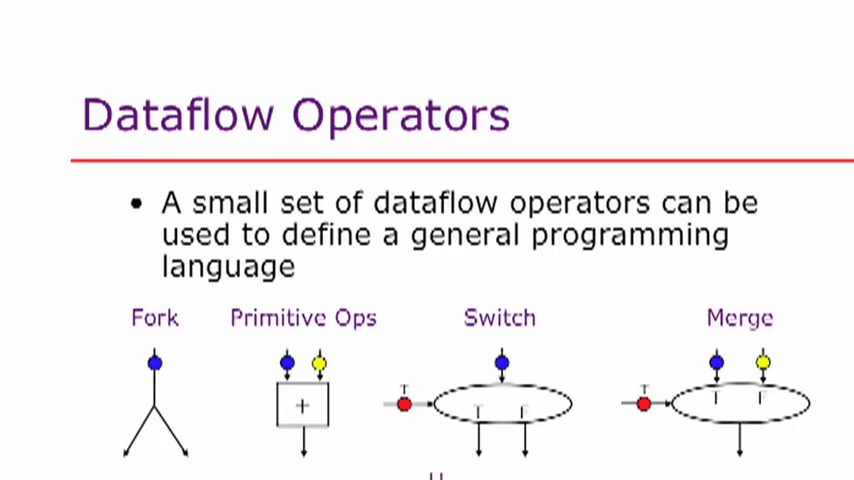 Dataflow Operators
• A small set of dataflow operators can be
used to define a general programming
language
Fork Primitive Ops Switch Merge
T T
T F T F
+